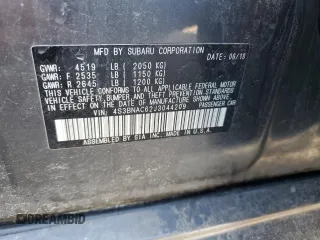 MFD. BY SUBARU CORPORATION
DATE 06/18
GVWR: 4519 LB ( 2050 KG)
GAWR: F 2535 LB ( 1150 KG)
GAWR: R 2645 LB ( 1200 KG)
THIS VEHICLE CONFORMS TO ALL APPLICABLE FEDERAL MOTOR
VEHICLE SAFETY, BUMPER, AND THEFT PREVENTION STANDARDS IN
EFFECT ON THE DATE OF MANUFACTURE SHOWN ABOVE.
VIN: 4S3BNAC62J3044209 PASSENGER CAR
ASSEMBLED BY SIA, INC. MADE IN U.S.A.
DREAMBID